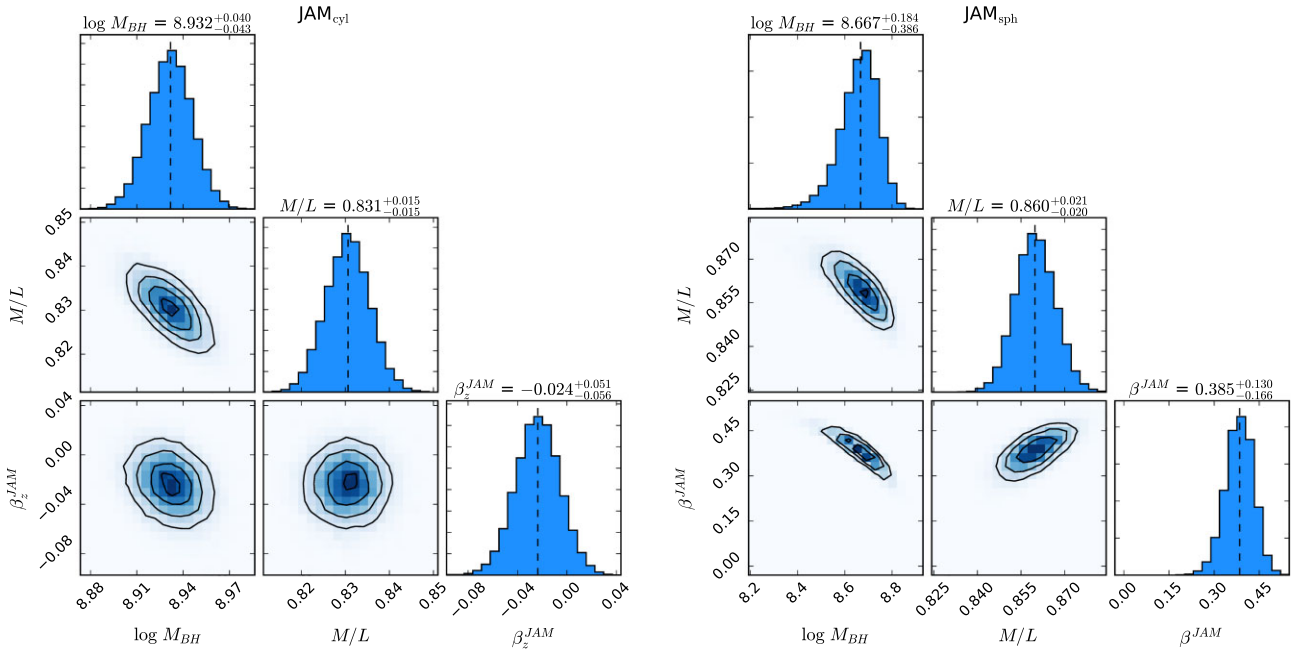 JAM_cyl
log M_BH = 8.932 +0.040 −0.043
M/L = 0.831 +0.015 −0.015
β_z^JAM = −0.024 +0.051 −0.056
M/L
0.85
0.84
0.83
0.82
β_z^JAM
0.04
0.00
−0.04
−0.08
8.88 8.91 8.94 8.97
log M_BH
0.82 0.83 0.84 0.85
M/L
−0.08 −0.04 0.00 0.04
β_z^JAM
JAM_sph
log M_BH = 8.667 +0.184 −0.386
M/L = 0.860 +0.021 −0.020
β^JAM = 0.385 +0.130 −0.166
M/L
0.870
0.855
0.840
0.825
β^JAM
0.45
0.30
0.15
0.00
8.2 8.4 8.6 8.8
log M_BH
0.825 0.840 0.855 0.870
M/L
0.00 0.15 0.30 0.45
β^JAM